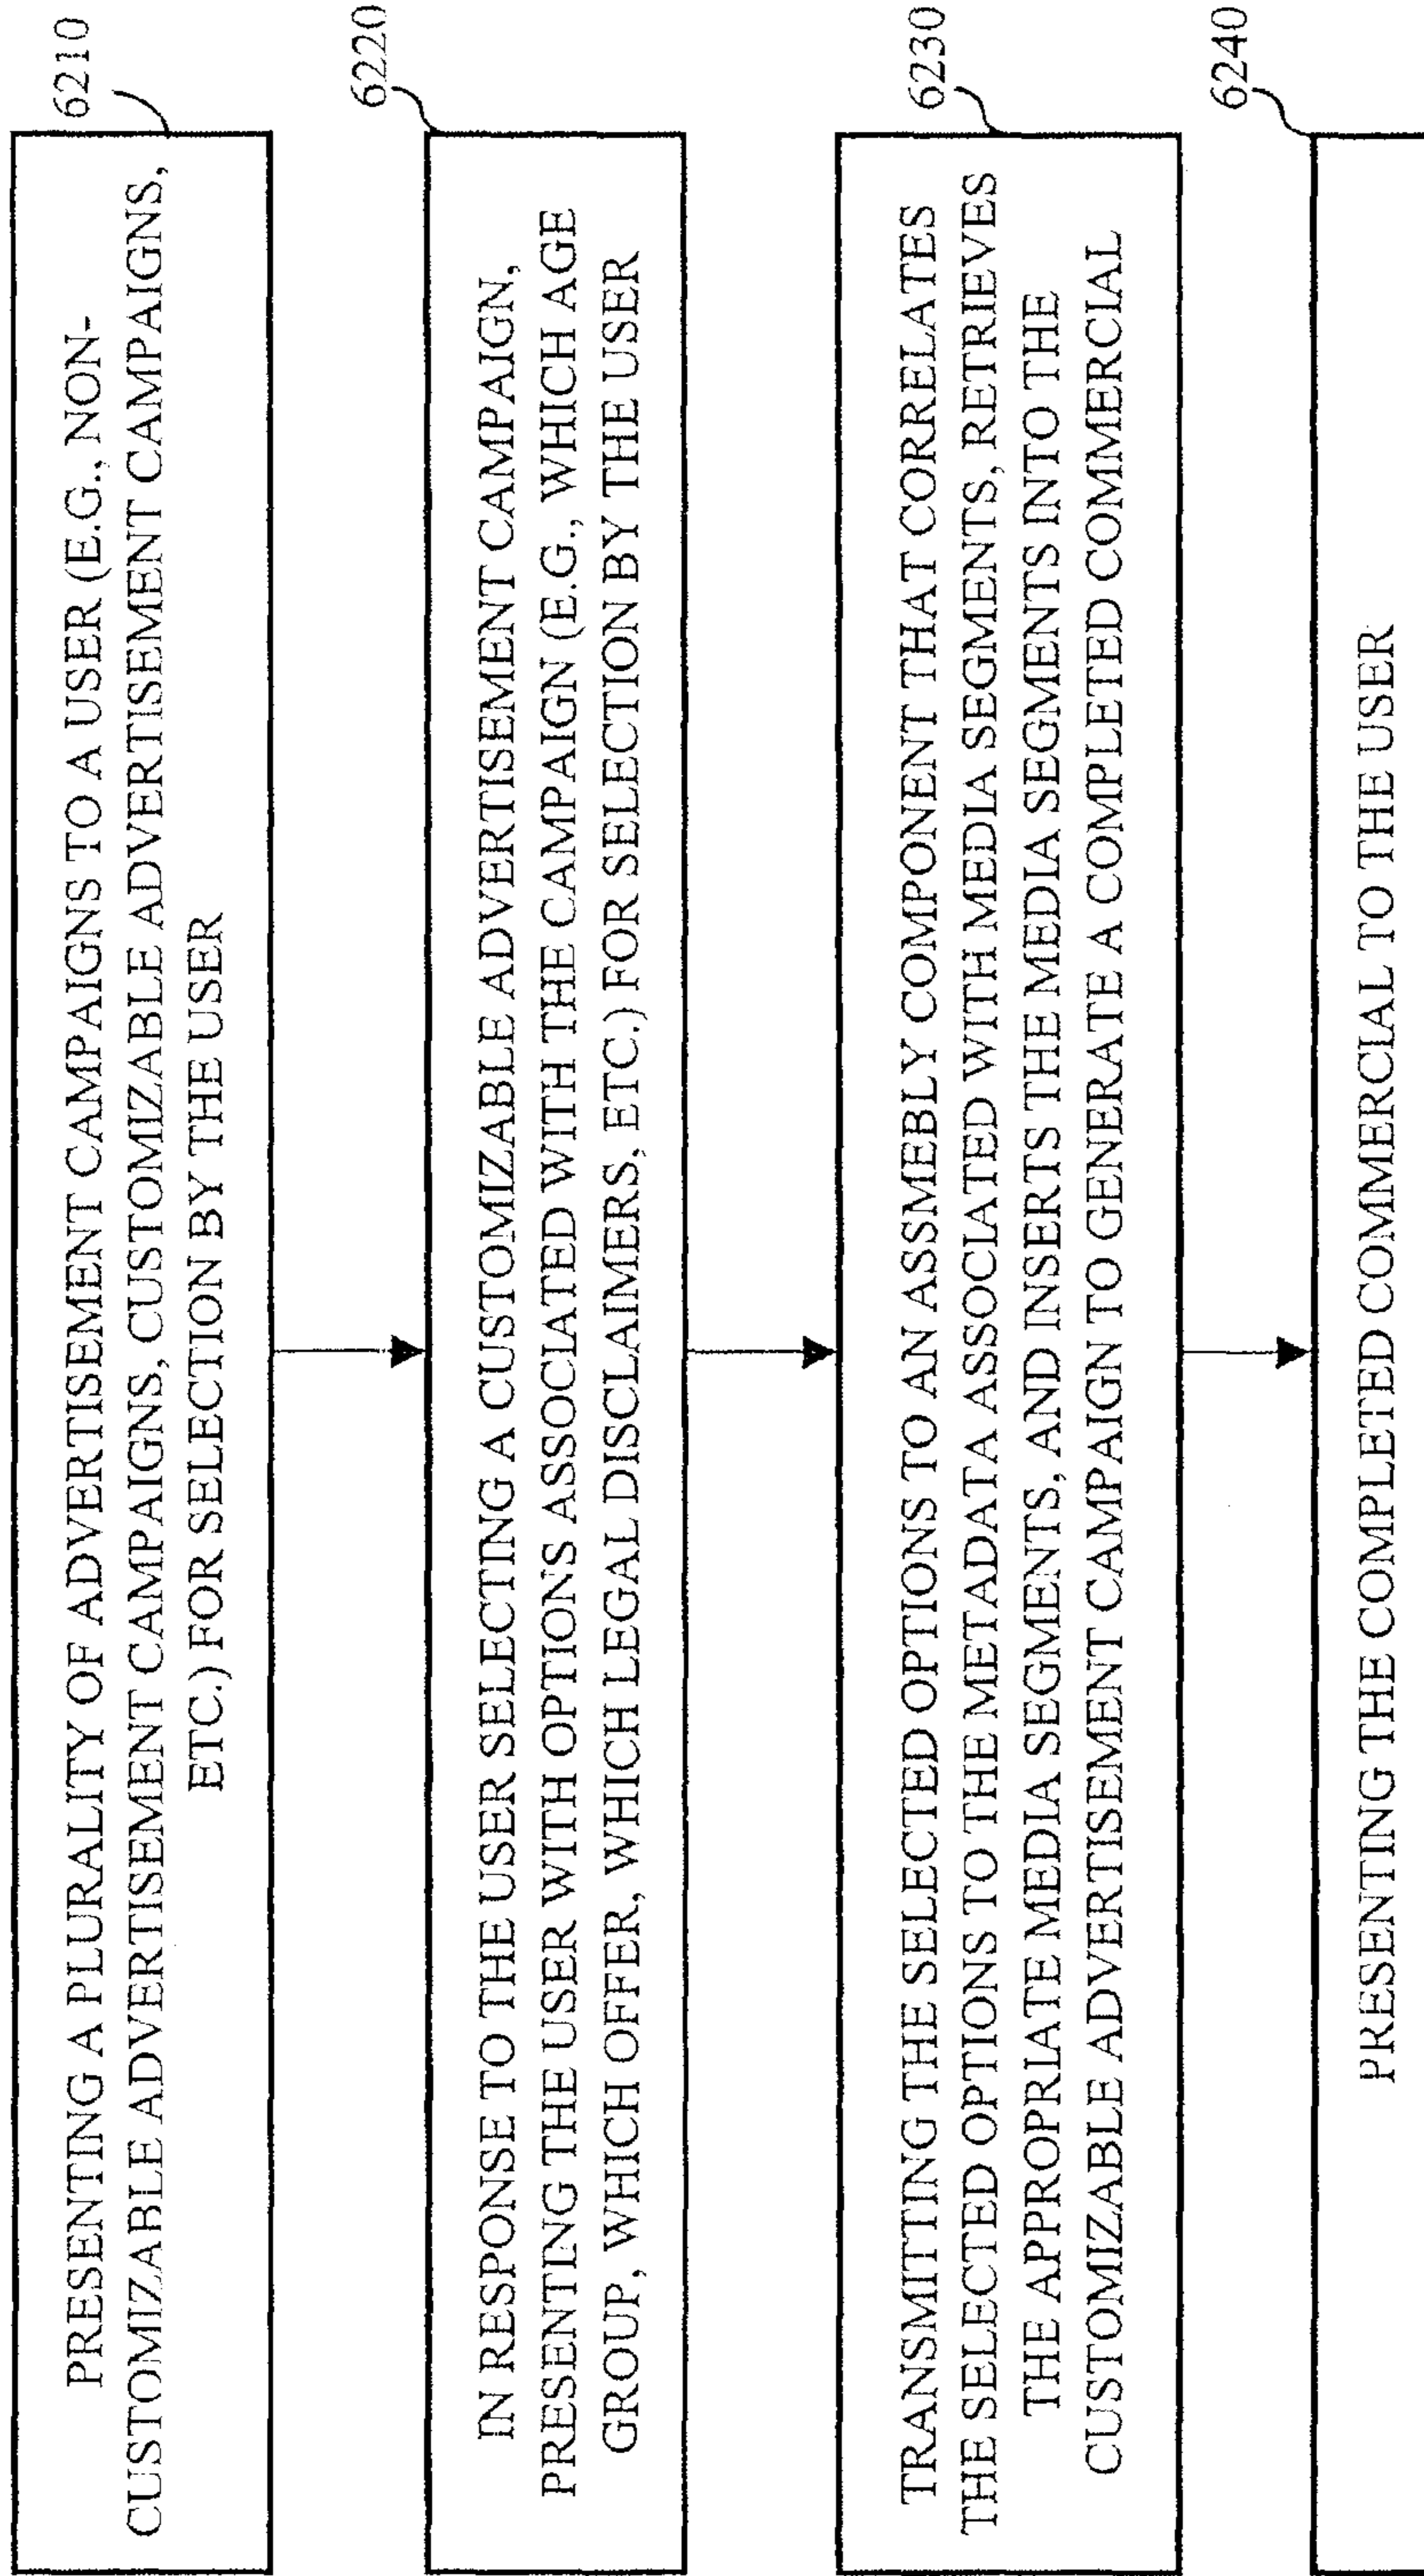 6210
PRESENTING A PLURALITY OF ADVERTISEMENT CAMPAIGNS TO A USER (E.G., NON-
CUSTOMIZABLE ADVERTISEMENT CAMPAIGNS, CUSTOMIZABLE ADVERTISEMENT CAMPAIGNS,
ETC.) FOR SELECTION BY THE USER
6220
IN RESPONSE TO THE USER SELECTING A CUSTOMIZABLE ADVERTISEMENT CAMPAIGN,
PRESENTING THE USER WITH OPTIONS ASSOCIATED WITH THE CAMPAIGN (E.G., WHICH AGE
GROUP, WHICH OFFER, WHICH LEGAL DISCLAIMERS, ETC.) FOR SELECTION BY THE USER
6230
TRANSMITTING THE SELECTED OPTIONS TO AN ASSMEBLY COMPONENT THAT CORRELATES
THE SELECTED OPTIONS TO THE METADATA ASSOCIATED WITH MEDIA SEGMENTS, RETRIEVES
THE APPROPRIATE MEDIA SEGMENTS, AND INSERTS THE MEDIA SEGMENTS INTO THE
CUSTOMIZABLE ADVERTISEMENT CAMPAIGN TO GENERATE A COMPLETED COMMERCIAL
6240
PRESENTING THE COMPLETED COMMERCIAL TO THE USER